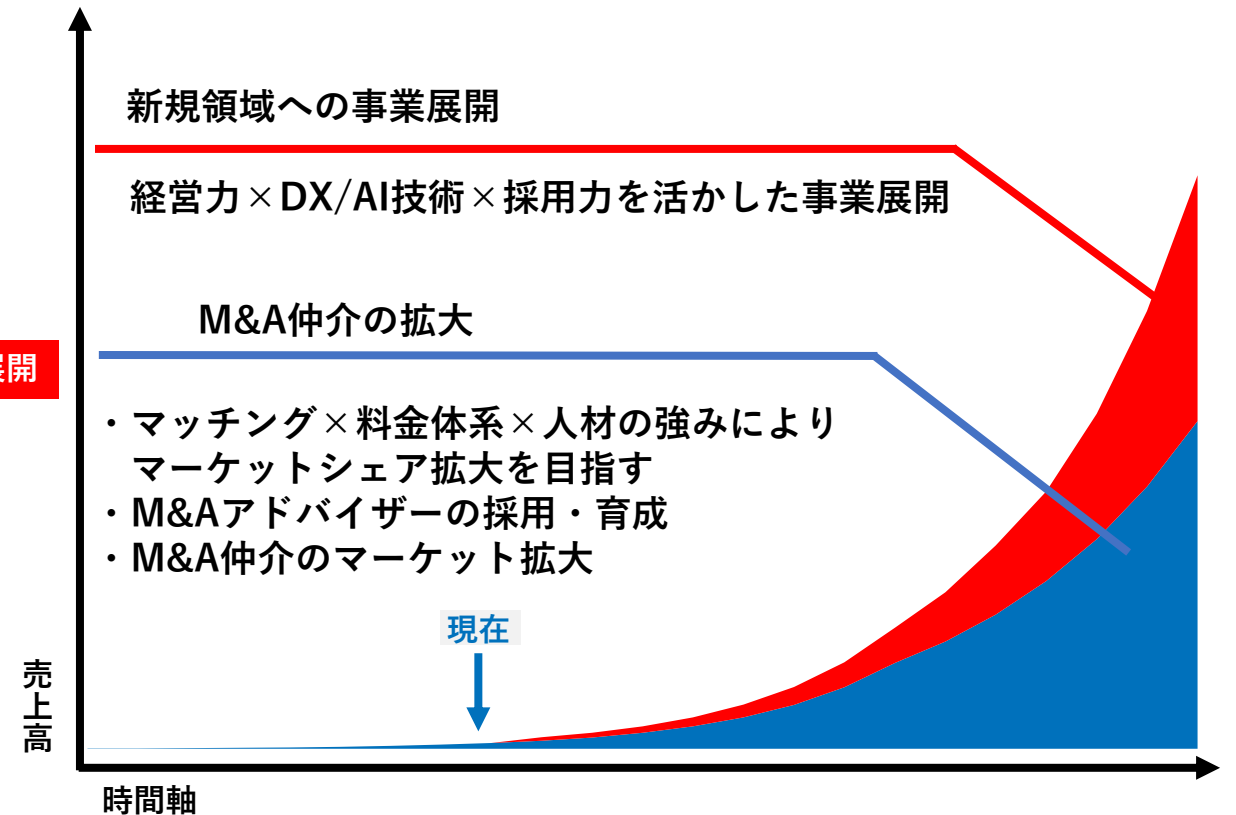 新規領域への事業展開
経営力×DX/AI技術×採用力を活かした事業展開
M&A仲介の拡大
展開
・マッチング×料金体系×人材の強みにより
マーケットシェア拡大を目指す
・M&Aアドバイザーの採用・育成
・M&A仲介のマーケット拡大
現在
売上高
時間軸